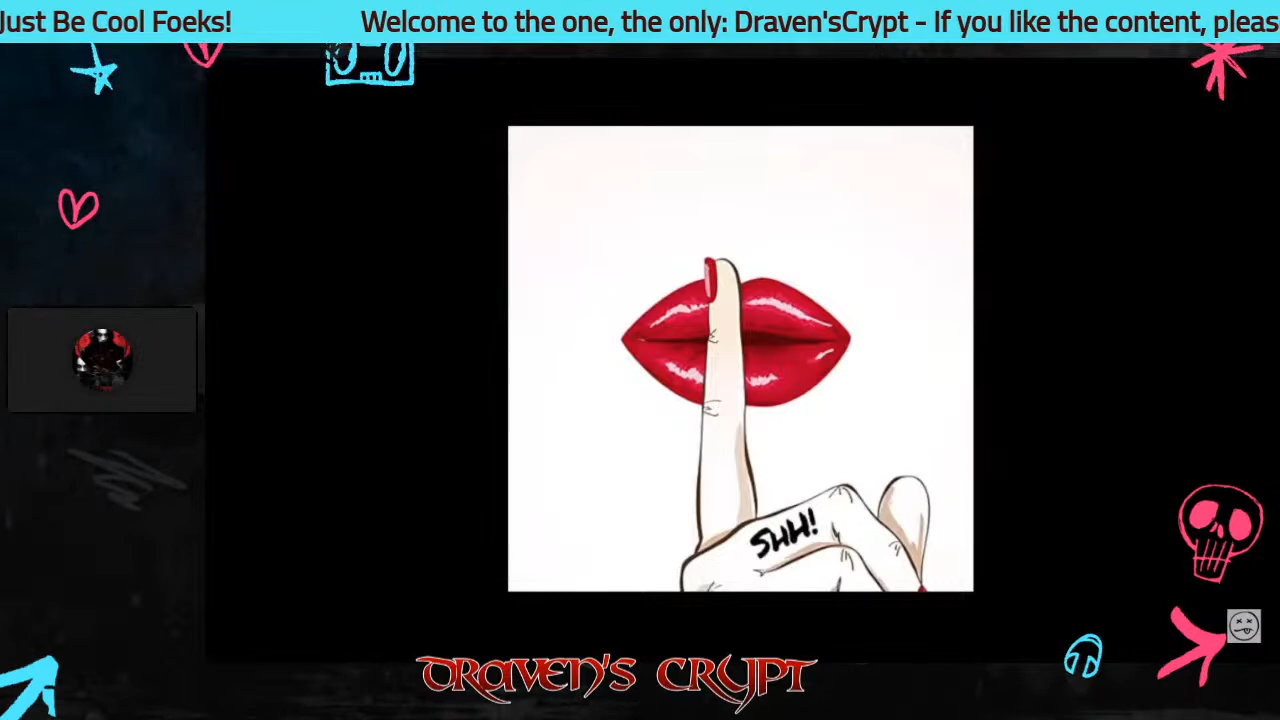 Just Be Cool Foeks!
Welcome to the one, the only: Draven'sCrypt - If you like the content, pleas
SHH!
DRAVEN'S CRYPT